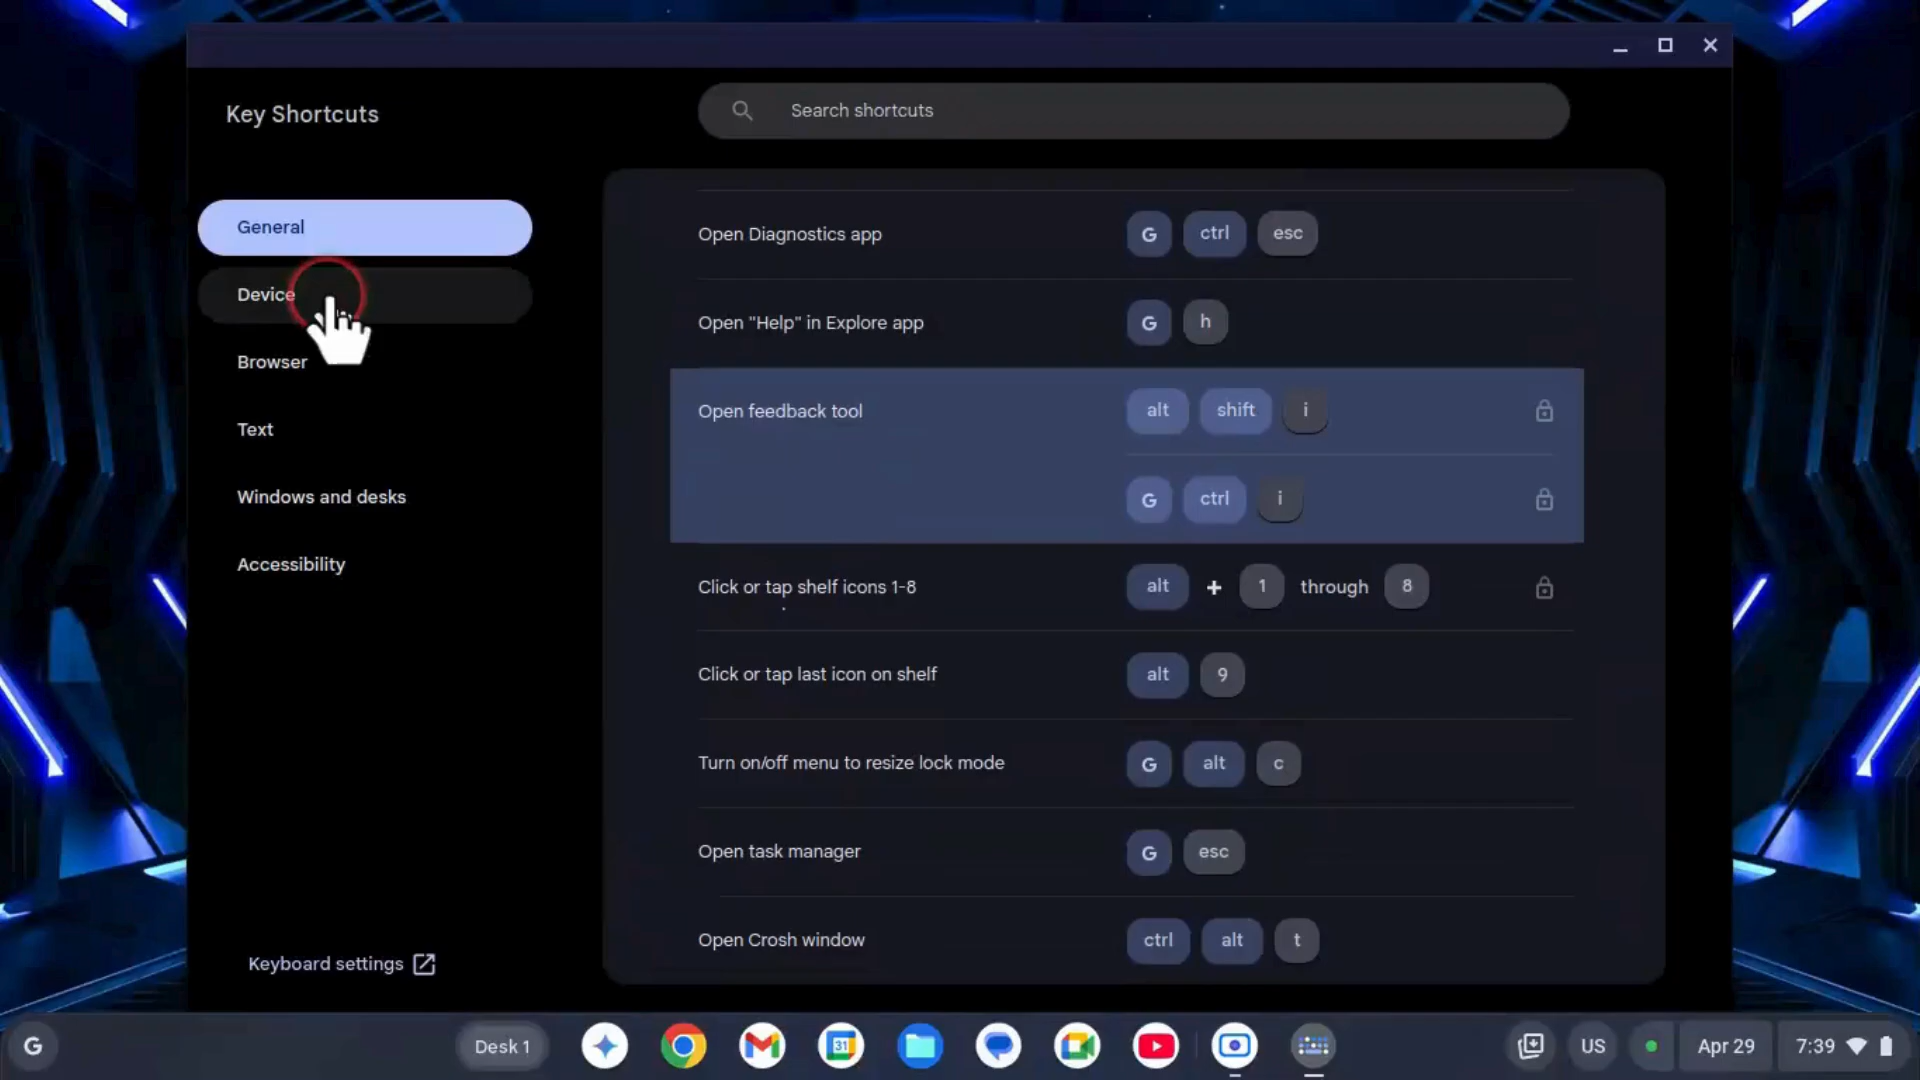 Key Shortcuts
Search shortcuts
General
Device
Browser
Text
Windows and desks
Accessibility
Keyboard settings
Open Diagnostics app G ctrl esc
Open "Help" in Explore app G h
Open feedback tool alt shift i
G ctrl i
Click or tap shelf icons 1-8 alt + 1 through 8
Click or tap last icon on shelf alt 9
Turn on/off menu to resize lock mode G alt c
Open task manager G esc
Open Crosh window ctrl alt t
G Desk 1 31 US Apr 29 7:39